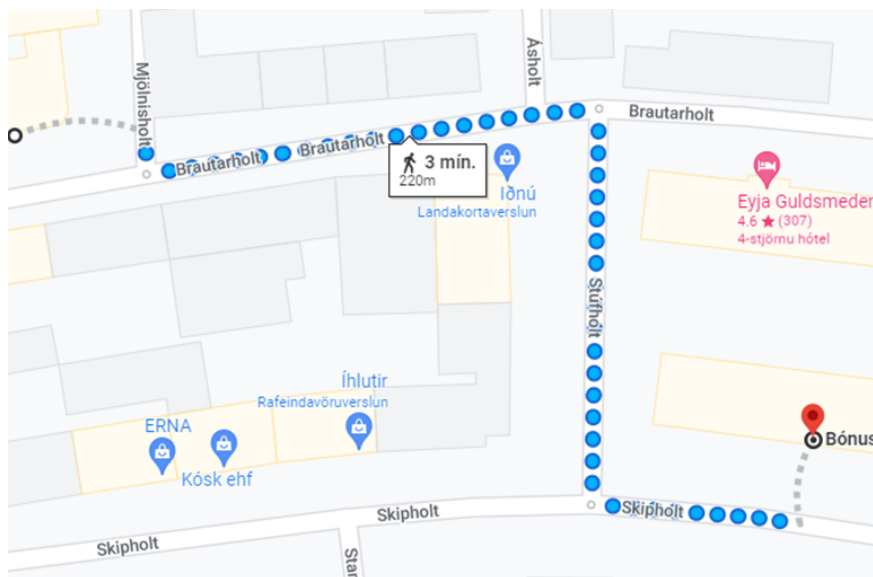 Mjölnisholt
Ásholt
Brautarholt
Brautarholt
Brautarholt
3 mín.
220m
Iðnú
Landakortaverslun
Eyja Guldsmeden
4.6 ★ (307)
4-stjörnu hótel
Stúfholt
Íhlutir
Rafeindavöruverslun
ERNA
Kósk ehf
Bónus
Skipholt
Skipholt
Skipholt
Star